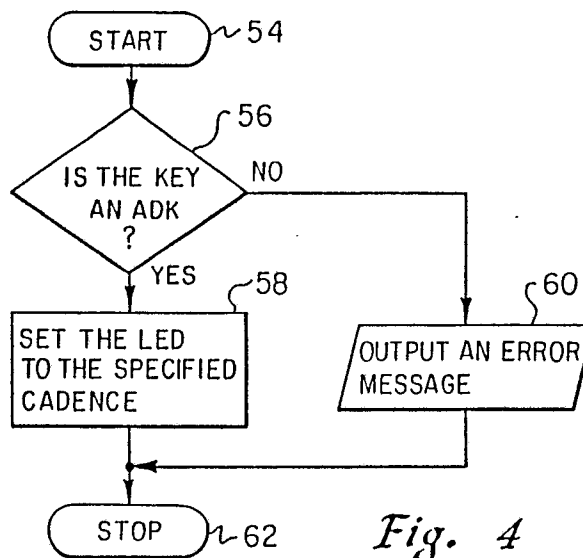 START
54
56
IS THE KEY
AN ADK
?
NO
YES
58
SET THE LED
TO THE SPECIFIED
CADENCE
60
OUTPUT AN ERROR
MESSAGE
STOP
62
Fig. 4